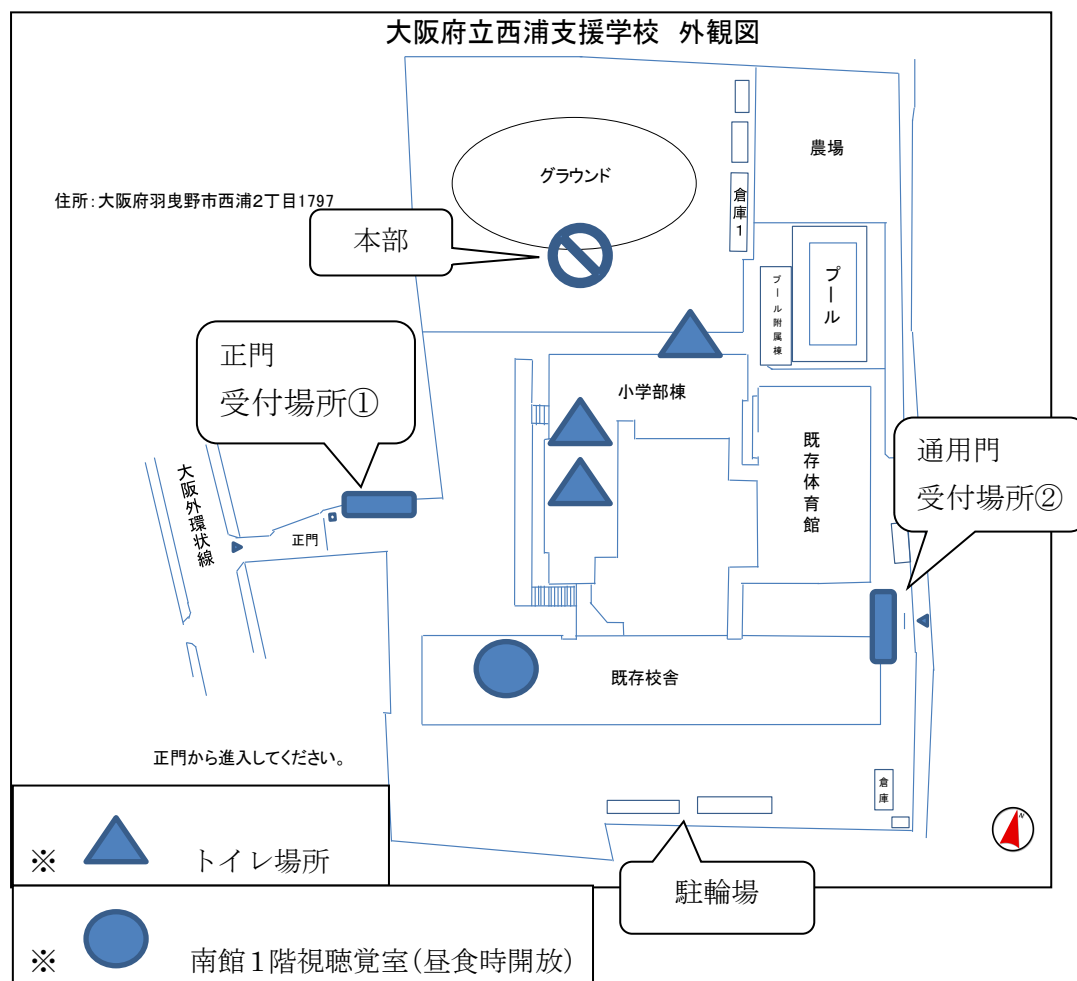 大阪府立西浦支援学校 外観図
グラウンド
農場
住所:大阪府羽曳野市西浦2丁目1797
倉庫1
本部
プール
プール附属棟
正門
受付場所①
小学部棟
既存体育館
通用門
受付場所②
大阪外環状線
正門
既存校舎
正門から進入してください。
倉庫
N
※ トイレ場所
駐輪場
※ 南館1階視聴覚室(昼食時開放)